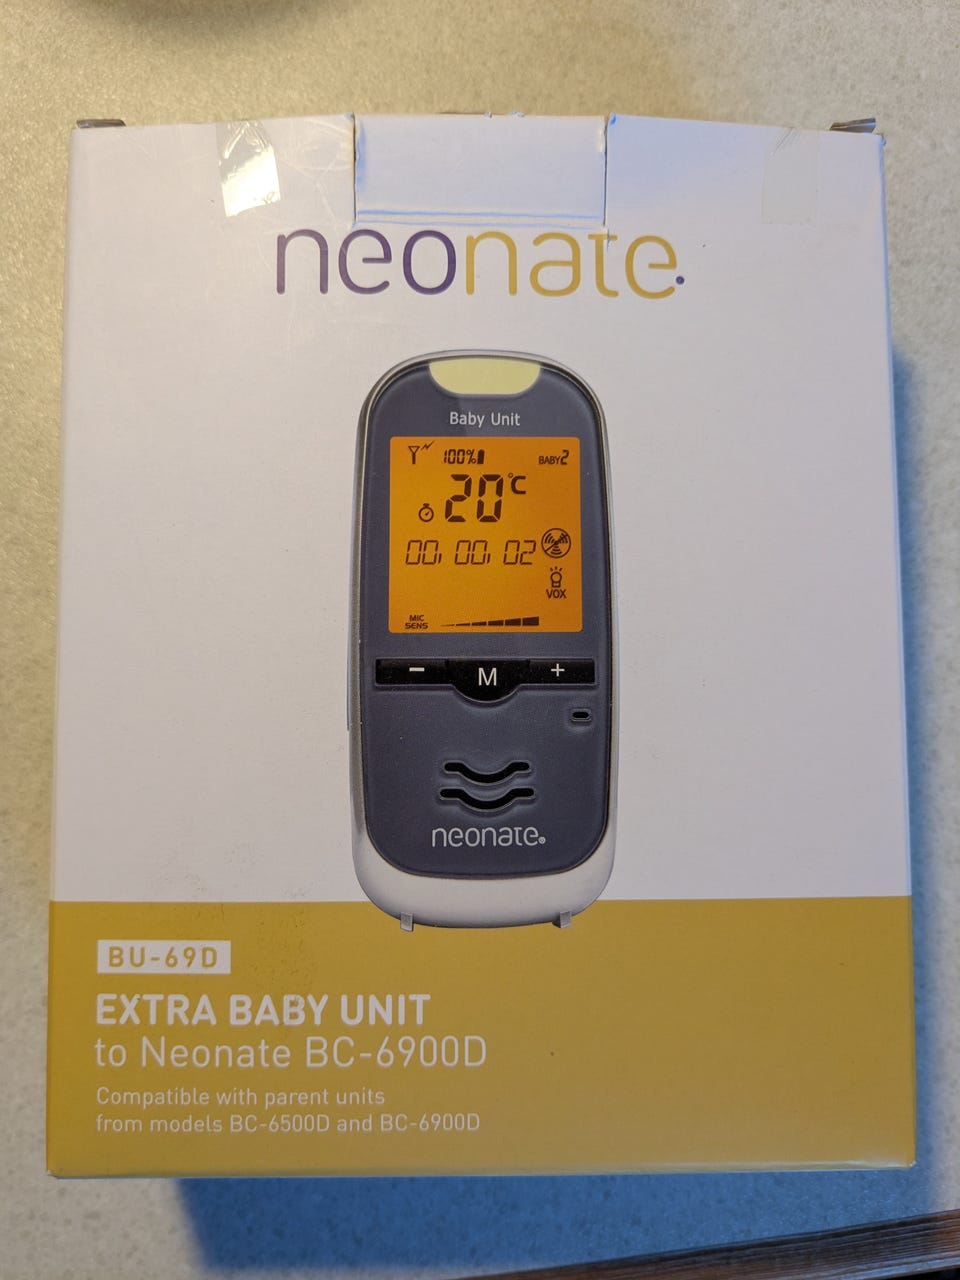 neonate.
Baby Unit
100% BABY2
20°C
00 00 02
VOX
MIC
SENS
− M +
neonate.
BU-69D
EXTRA BABY UNIT
to Neonate BC-6900D
Compatible with parent units
from models BC-6500D and BC-6900D